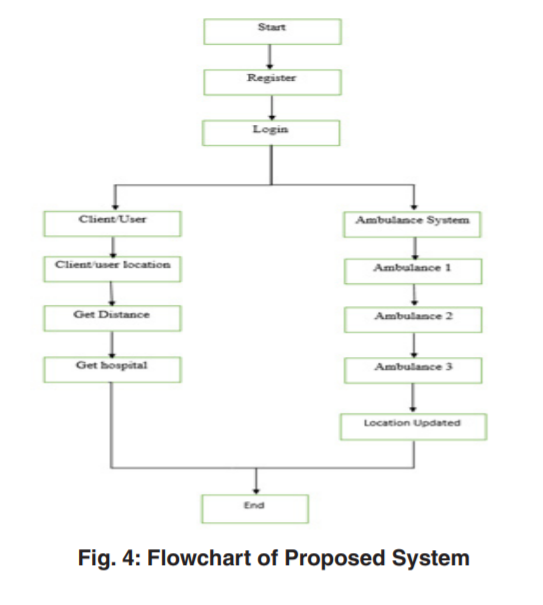 Start
Register
Login
Client/User
Client/user location
Get Distance
Get hospital
Ambulance System
Ambulance 1
Ambulance 2
Ambulance 3
Location Updated
End
Fig. 4: Flowchart of Proposed System